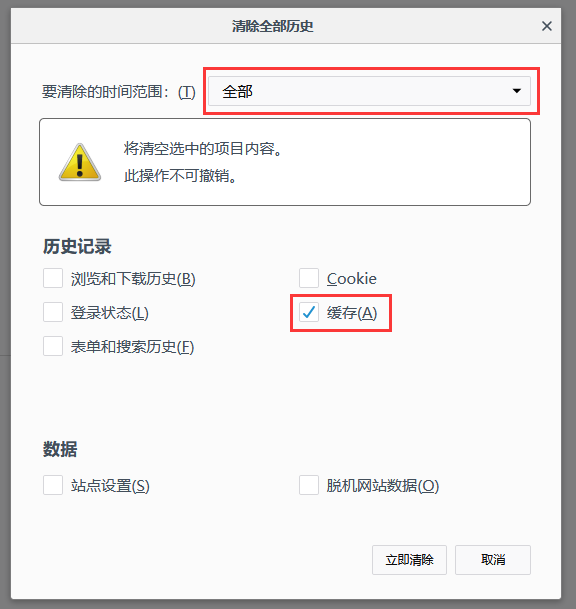 清除全部历史
要清除的时间范围：(T) 全部
将清空选中的项目内容。
此操作不可撤销。
历史记录
浏览和下载历史(B) Cookie
登录状态(L) 缓存(A)
表单和搜索历史(F)
数据
站点设置(S) 脱机网站数据(O)
立即清除 取消